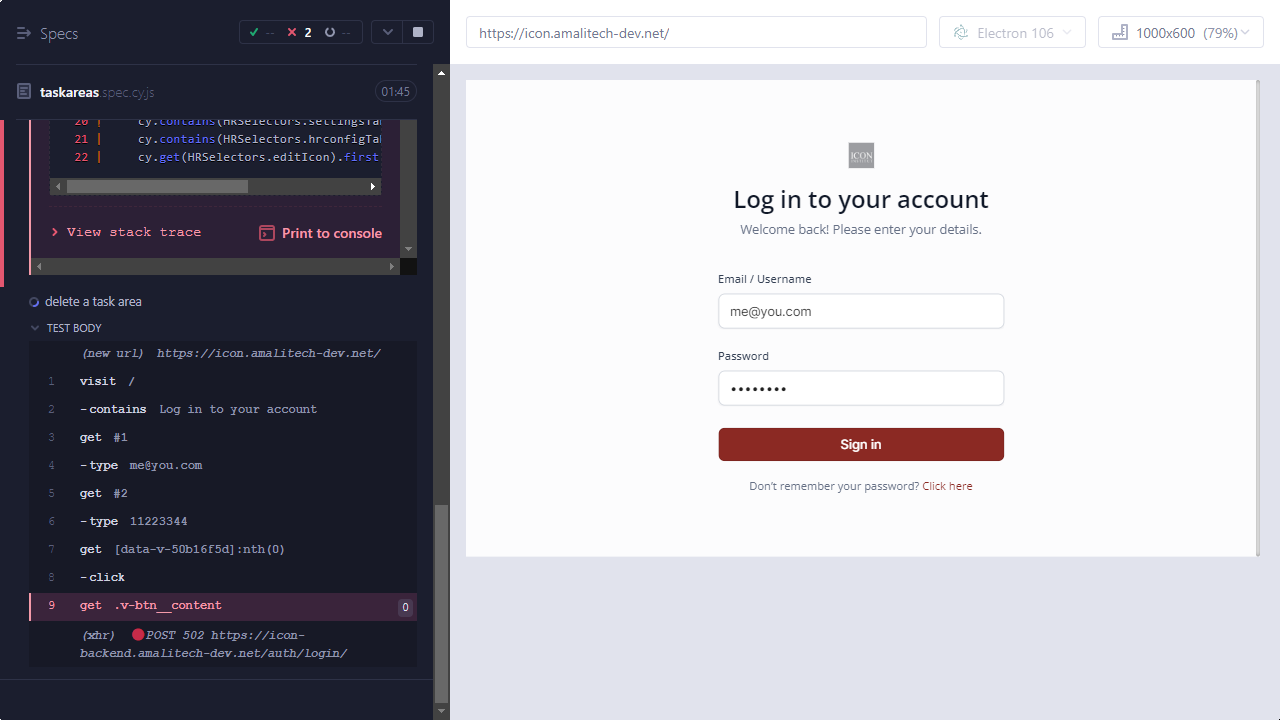 Specs
-- 2 --
taskareas.spec.cy.js
01:45
20 | cy.contains(HRSelectors.settingsTa
21 | cy.contains(HRSelectors.hrconfigTa
22 | cy.get(HRSelectors.editIcon).first
> View stack trace
Print to console
delete a task area
TEST BODY
(new url) https://icon.amalitech-dev.net/
1 visit /
2 -contains Log in to your account
3 get #1
4 -type me@you.com
5 get #2
6 -type 11223344
7 get [data-v-50b16f5d]:nth(0)
8 -click
9 get .v-btn__content 0
(xhr) POST 502 https://icon-
backend.amalitech-dev.net/auth/login/
https://icon.amalitech-dev.net/
Electron 106
1000x600 (79%)
ICON
Log in to your account
Welcome back! Please enter your details.
Email / Username
me@you.com
Password
••••••••
Sign in
Don't remember your password? Click here